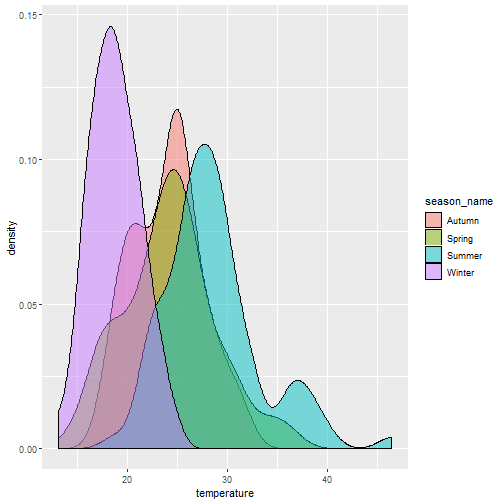 0.15
0.10
0.05
0.00
density
20
30
40
temperature
season_name
Autumn
Spring
Summer
Winter